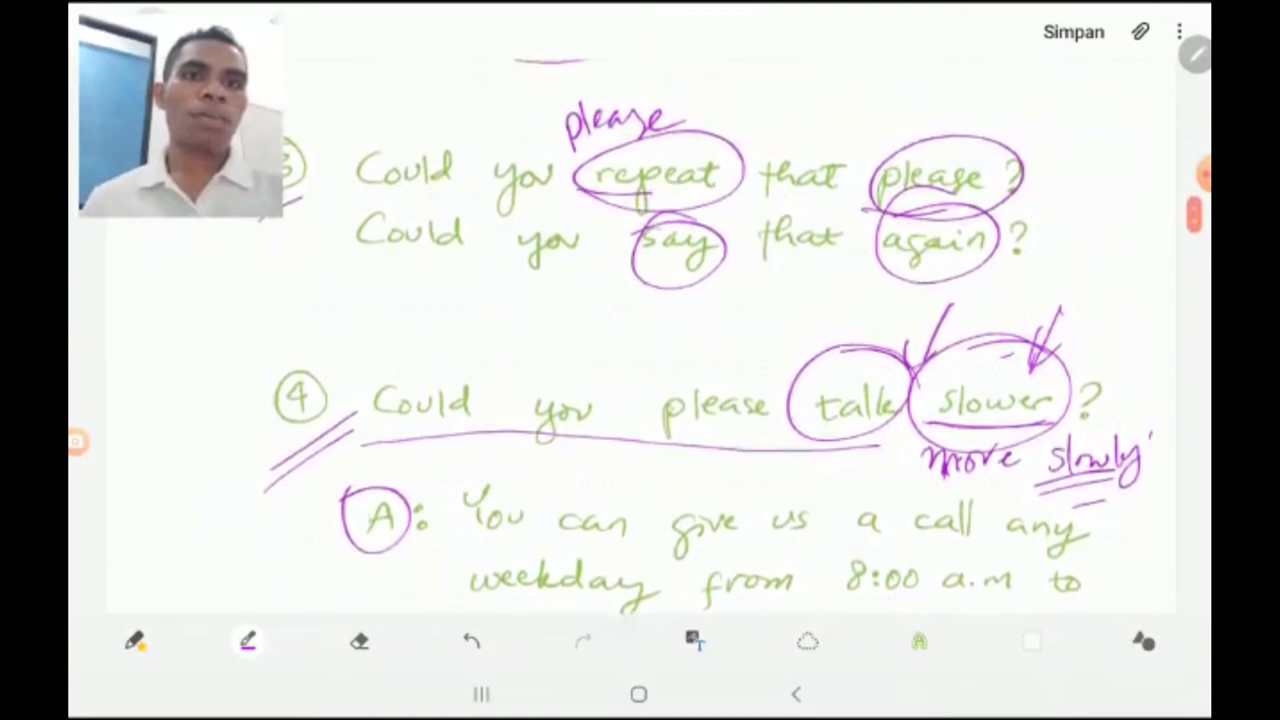 Simpan
please
3 Could you repeat that please?
Could you say that again?
4 Could you please talk slower?
more slowly
A: You can give us a call any
weekday from 8:00 a.m to